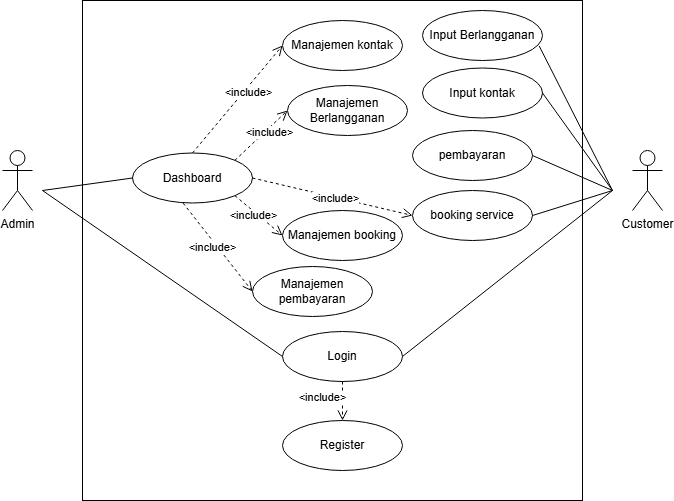 Manajemen kontak
Input Berlangganan
<include>
Input kontak
Manajemen
Berlangganan
<include>
pembayaran
Dashboard
<include>
Admin
Customer
<include>
booking service
Manajemen booking
<include>
Manajemen
pembayaran
Login
<include>
Register